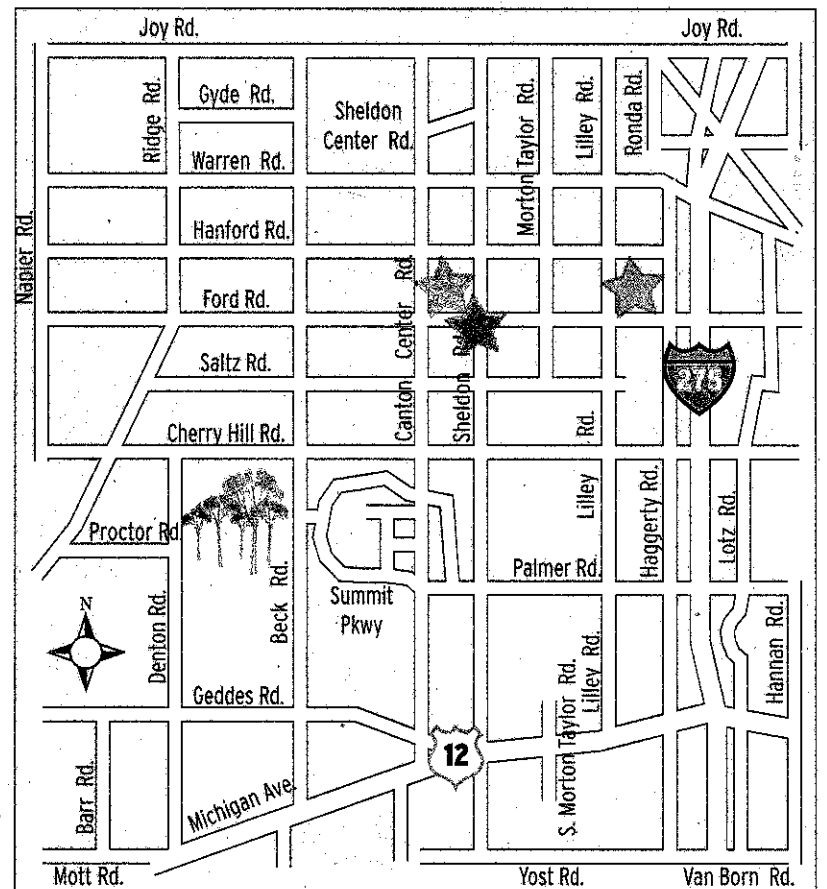 Joy Rd.
Joy Rd.
Ridge Rd.
Gyde Rd.
Sheldon
Center Rd.
Morton Taylor Rd.
Lilley Rd.
Ronda Rd.
Warren Rd.
Napier Rd.
Hanford Rd.
Ford Rd.
Canton Center Rd.
Sheldon Rd.
Saltz Rd.
275
Cherry Hill Rd.
Lilley Rd.
Haggerty Rd.
Lotz Rd.
Proctor Rd.
Beck Rd.
Palmer Rd.
Summit
Pkwy
N
Denton Rd.
Hannan Rd.
Geddes Rd.
S. Morton Taylor Rd.
Lilley Rd.
12
Barr Rd.
Michigan Ave.
Mott Rd.
Yost Rd.
Van Born Rd.